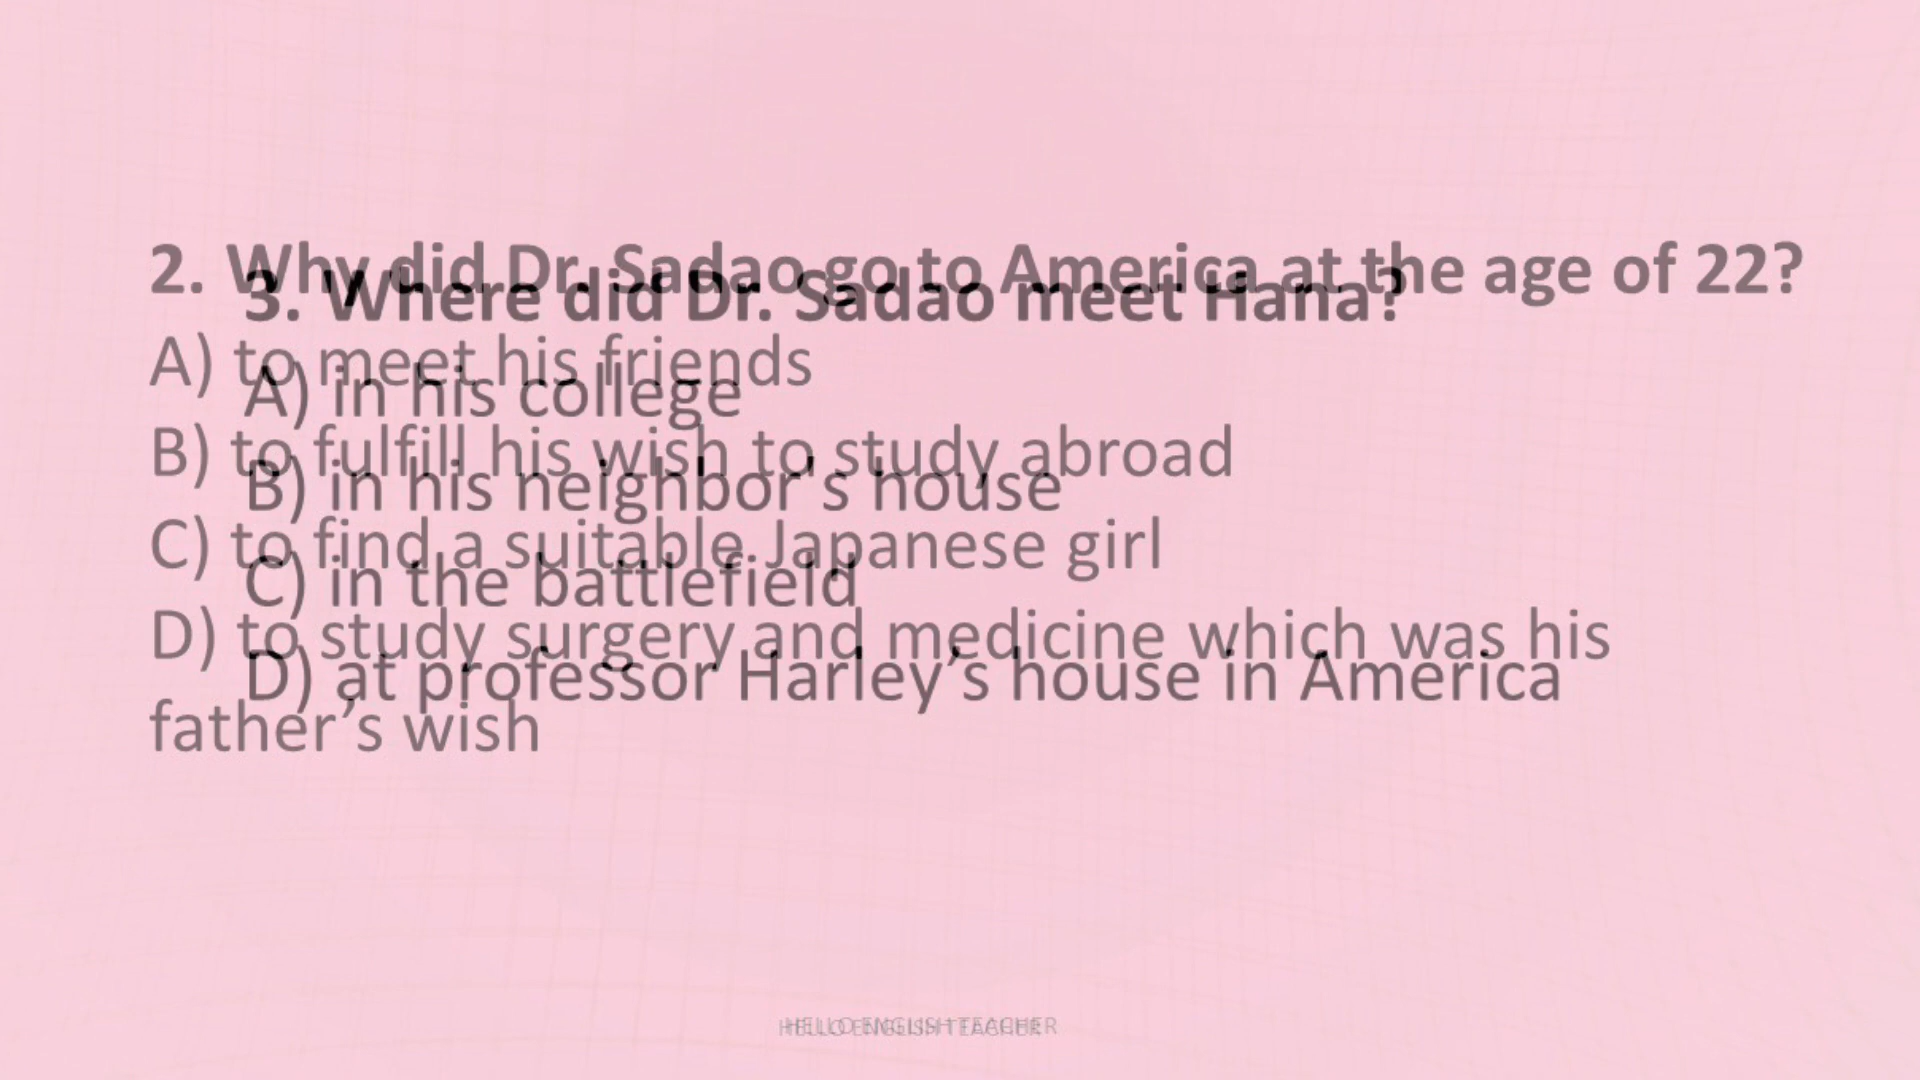 2. Why did Dr. Sadao go to America at the age of 22?
A) to meet his friends
B) to fulfill his wish to study abroad
C) to find a suitable Japanese girl
D) to study surgery and medicine which was his
father’s wish
3. Where did Dr. Sadao meet Hana?
A) in his college
B) in his neighbor's house
C) in the battlefield
D) at professor Harley’s house in America
HELLO ENGLISH TEACHER
HELLO ENGLISH TEACHER